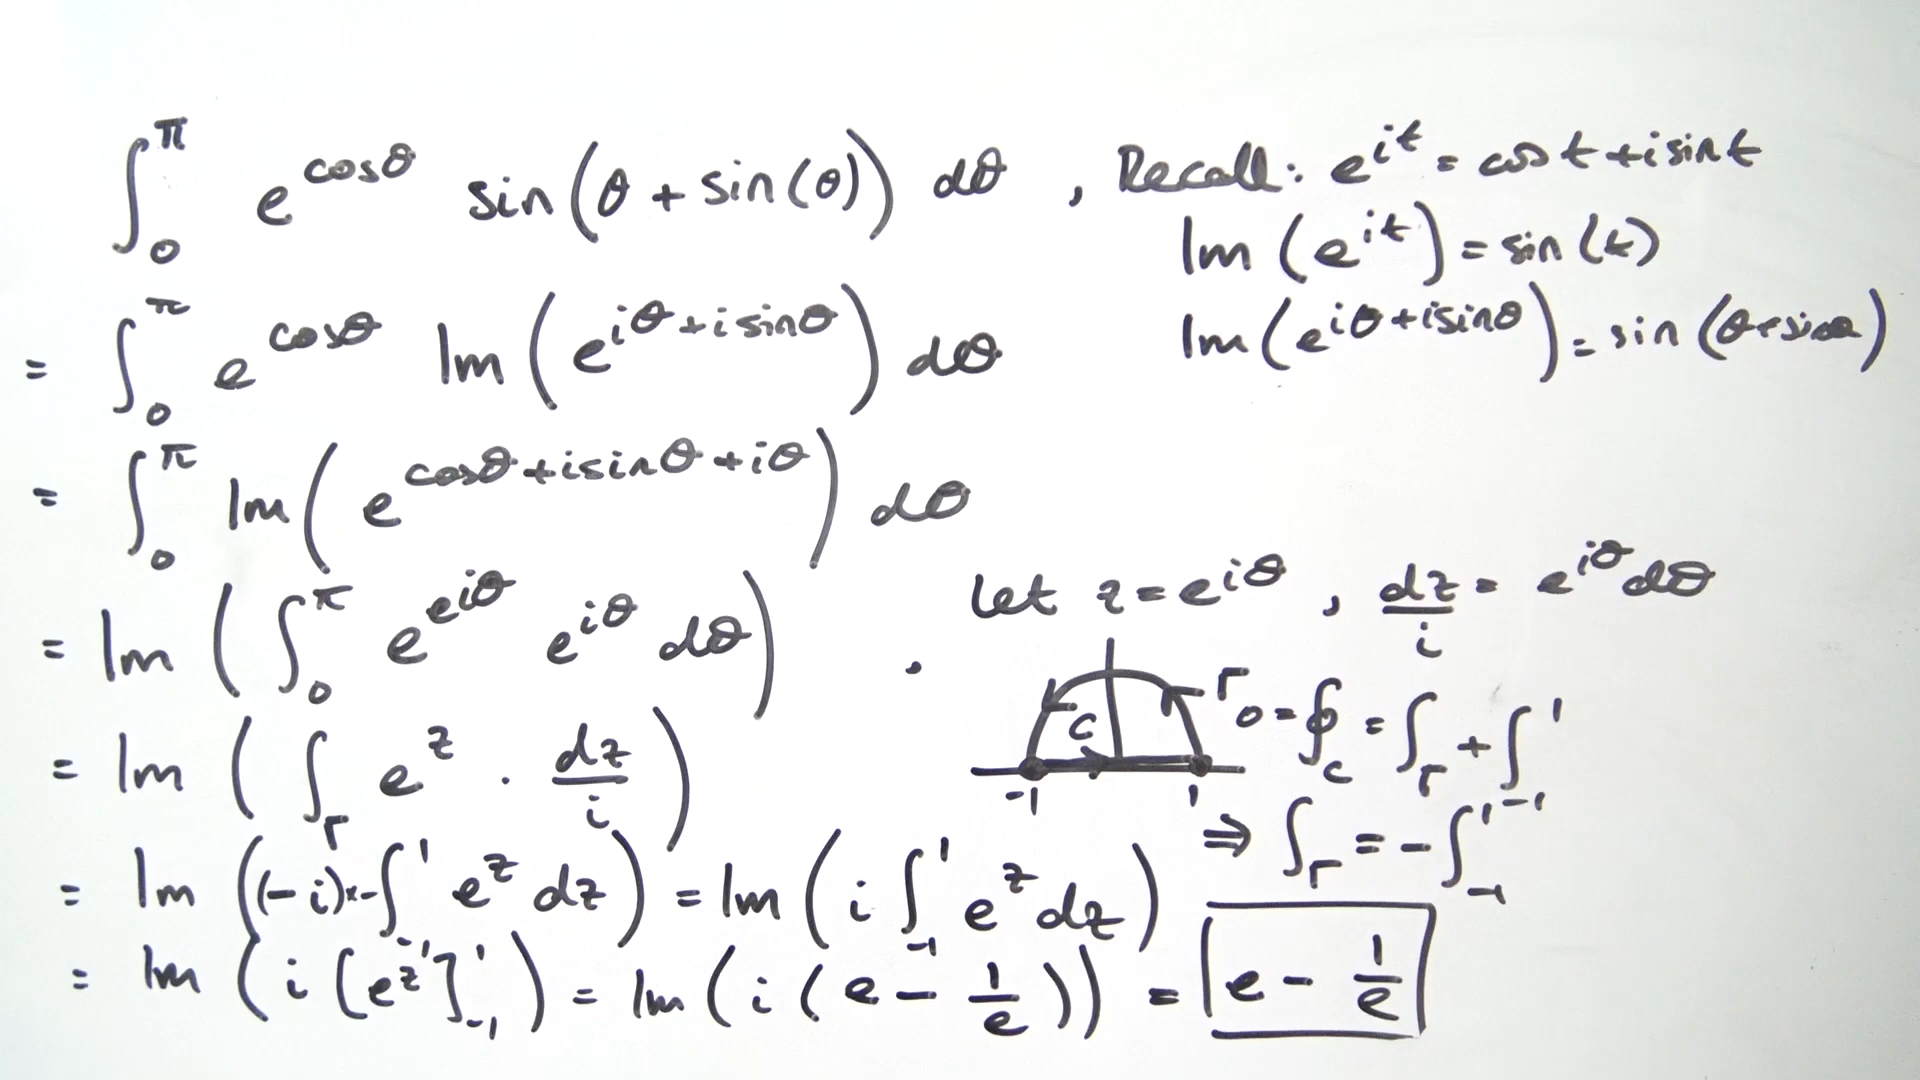 ∫₀^π e^{cosθ} sin(θ + sin(θ)) dθ , Recall: e^{it} = cos t + i sin t
Im(e^{it}) = sin(t)
= ∫₀^π e^{cosθ} Im(e^{iθ + i sinθ}) dθ
Im(e^{iθ + i sinθ}) = sin(θ + sinθ)
= ∫₀^π Im(e^{cosθ + i sinθ + iθ}) dθ
= Im(∫₀^π e^{e^{iθ}} e^{iθ} dθ) .
Let z = e^{iθ} , dz/i = e^{iθ} dθ
C Γ -1 1
0 = ∮_C = ∫_Γ + ∫_{-1}^{1}
= Im(∫_Γ e^z · dz/i)
⇒ ∫_Γ = -∫_{-1}^{1}
= Im((-i)×-∫_{-1}^{1} e^z dz) = Im(i ∫_{-1}^{1} e^z dz)
= Im(i [e^z]_{-1}^{1}) = Im(i(e - 1/e)) = e - 1/e